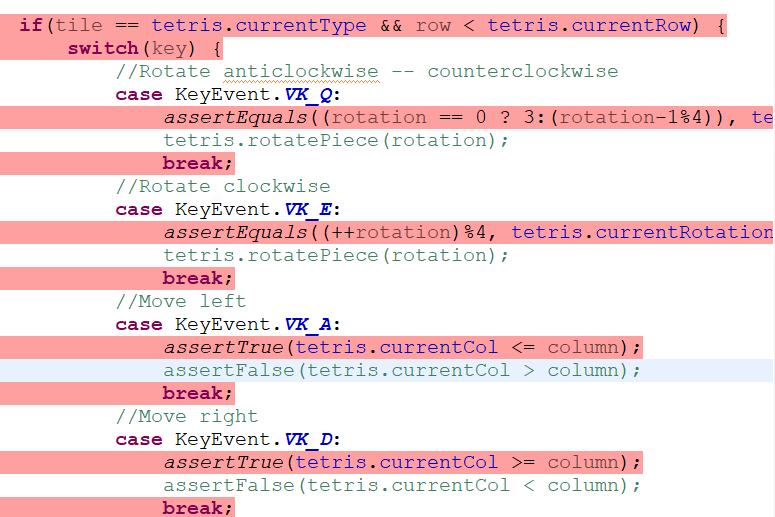 if(tile == tetris.currentType && row < tetris.currentRow) {
switch(key) {
//Rotate anticlockwise -- counterclockwise
case KeyEvent.VK_Q:
assertEquals((rotation == 0 ? 3:(rotation-1%4)), te
tetris.rotatePiece(rotation);
break;
//Rotate clockwise
case KeyEvent.VK_E:
assertEquals((++rotation)%4, tetris.currentRotation
tetris.rotatePiece(rotation);
break;
//Move left
case KeyEvent.VK_A:
assertTrue(tetris.currentCol <= column);
assertFalse(tetris.currentCol > column);
break;
//Move right
case KeyEvent.VK_D:
assertTrue(tetris.currentCol >= column);
assertFalse(tetris.currentCol < column);
break;